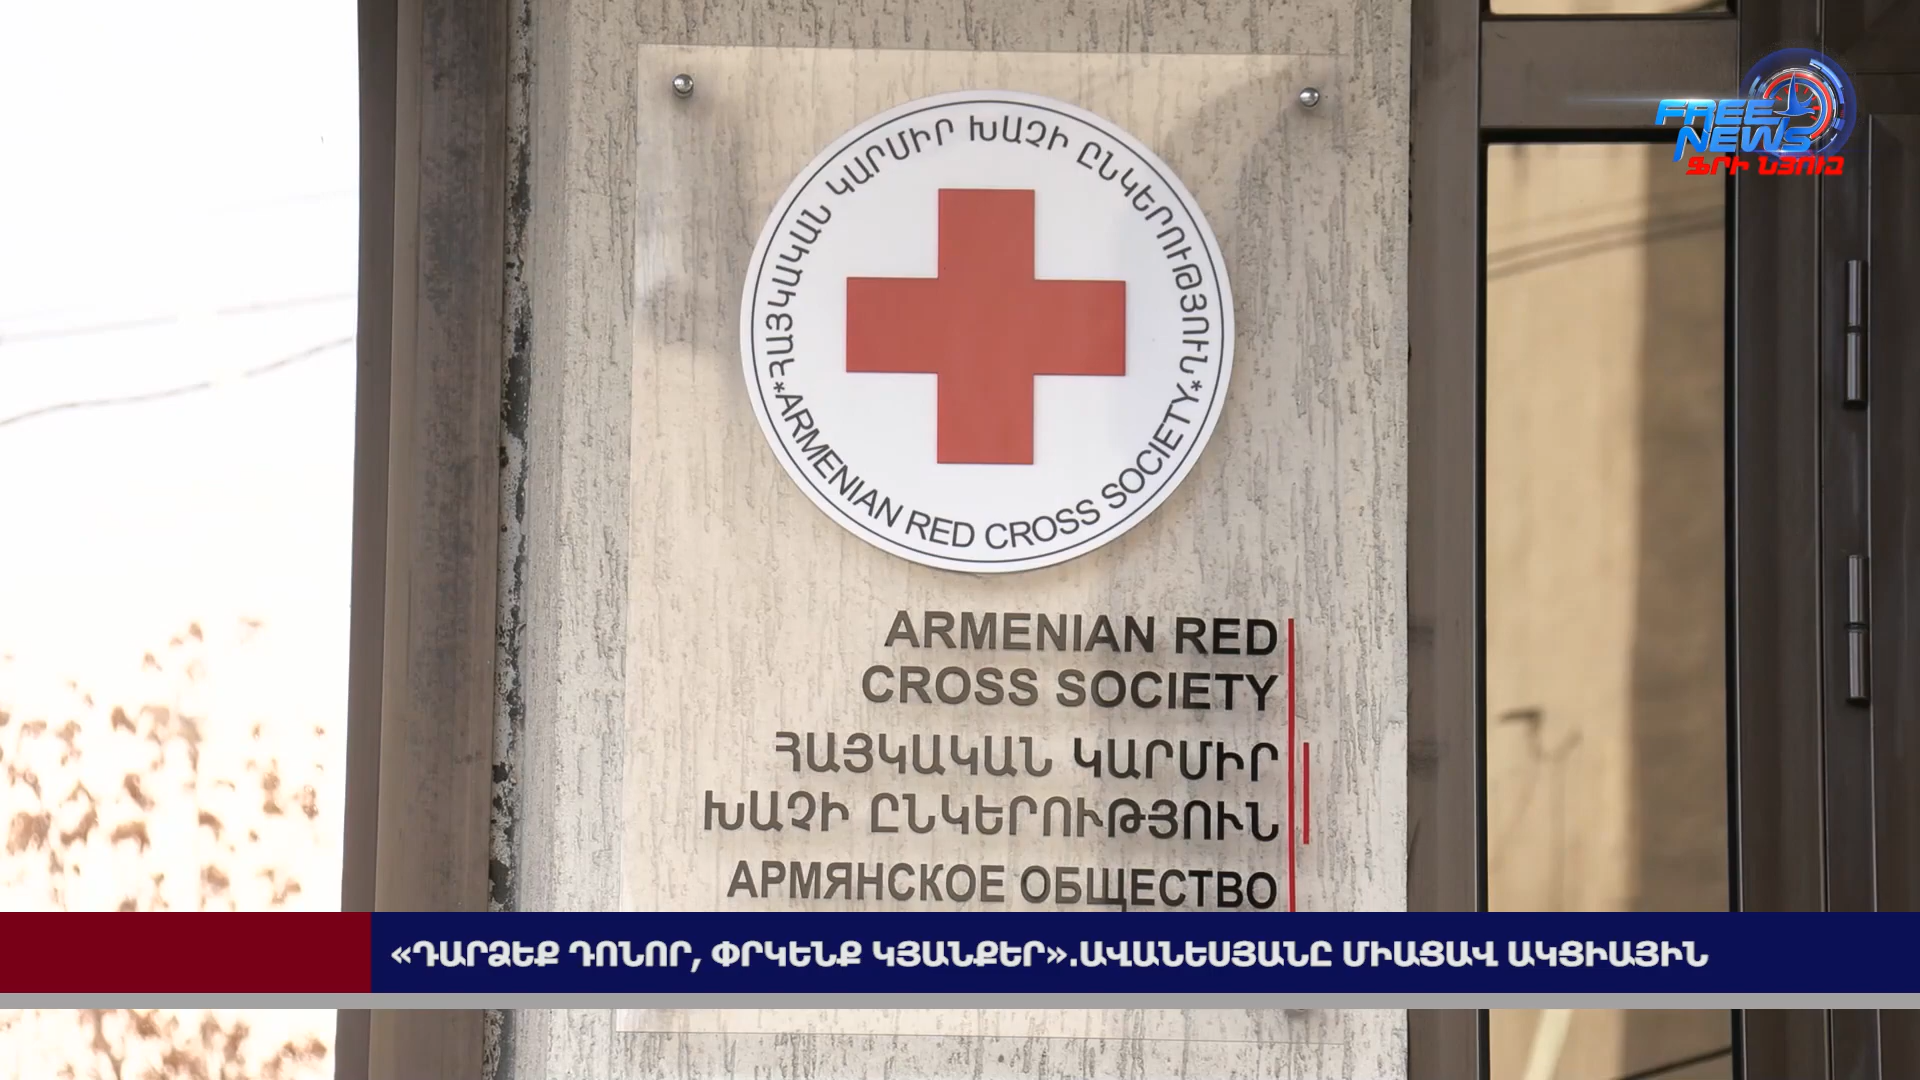 FREE
NEWS
ՖՐԻ ՆՅՈՒԶ
ՀԱՅԿԱԿԱՆ ԿԱՐՄԻՐ ԽԱՉԻ ԸՆԿԵՐՈՒԹՅՈՒՆ
*ARMENIAN RED CROSS SOCIETY*
ARMENIAN RED
CROSS SOCIETY
ՀԱՅԿԱԿԱՆ ԿԱՐՄԻՐ
ԽԱՉԻ ԸՆԿԵՐՈՒԹՅՈՒՆ
АРМЯНСКОЕ ОБЩЕСТВО
«ԴԱՐՁԵՔ ԴՈՆՈՐ, ՓՐԿԵՆՔ ԿՅԱՆՔԵՐ».ԱՎԱՆԵՍՅԱՆԸ ՄԻԱՑԱՎ ԱԿՑԻԱՅԻՆ